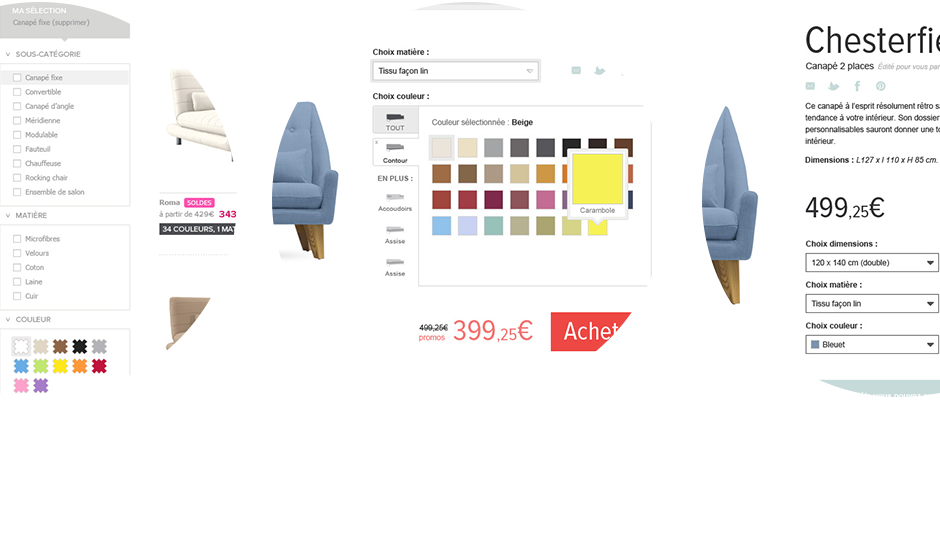 MA SÉLECTION
Canapé fixe (supprimer)
SOUS-CATÉGORIE
Canapé fixe
Convertible
Canapé d'angle
Méridienne
Modulable
Fauteuil
Chauffeuse
Rocking chair
Ensemble de salon
MATIÈRE
Microfibres
Velours
Coton
Laine
Cuir
COULEUR
Roma SOLDES
à partir de 429€ 343
34 COULEURS, 1 MAT
Choix matière :
Tissu façon lin
Choix couleur :
TOUT
Contour
EN PLUS :
Accoudoirs
Assise
Assise
Couleur sélectionnée : Beige
Carambole
499,25€
promos
399,25€
Achet
Chesterfie
Canapé 2 places Édité pour vous par
Ce canapé à l'esprit résolument rétro s
tendance à votre intérieur. Son dossier
personnalisables sauront donner une to
intérieur.
Dimensions : L127 x l 110 x H 85 cm.
499,25€
Choix dimensions :
120 x 140 cm (double)
Choix matière :
Tissu façon lin
Choix couleur :
Bleuet